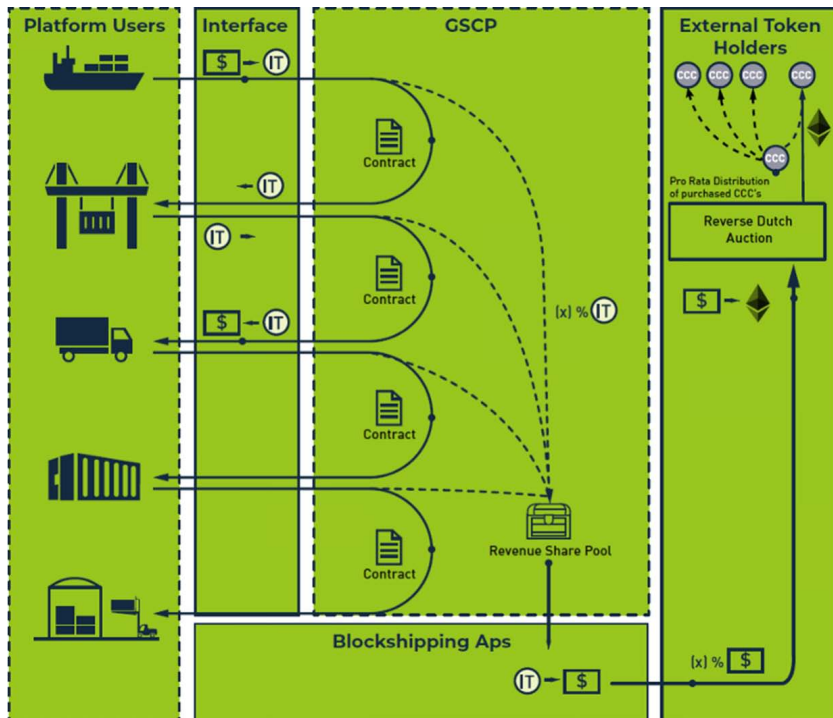 Platform Users
Interface
GSCP
External Token
Holders
$ IT
CCC CCC CCC CCC
Contract
CCC
IT
Pro Rata Distribution
of purchased CCC's
IT
Reverse Dutch
Auction
Contract
$
$ IT
(x) % IT
Contract
Revenue Share Pool
Contract
Blockshipping Aps
IT $
(x) % $